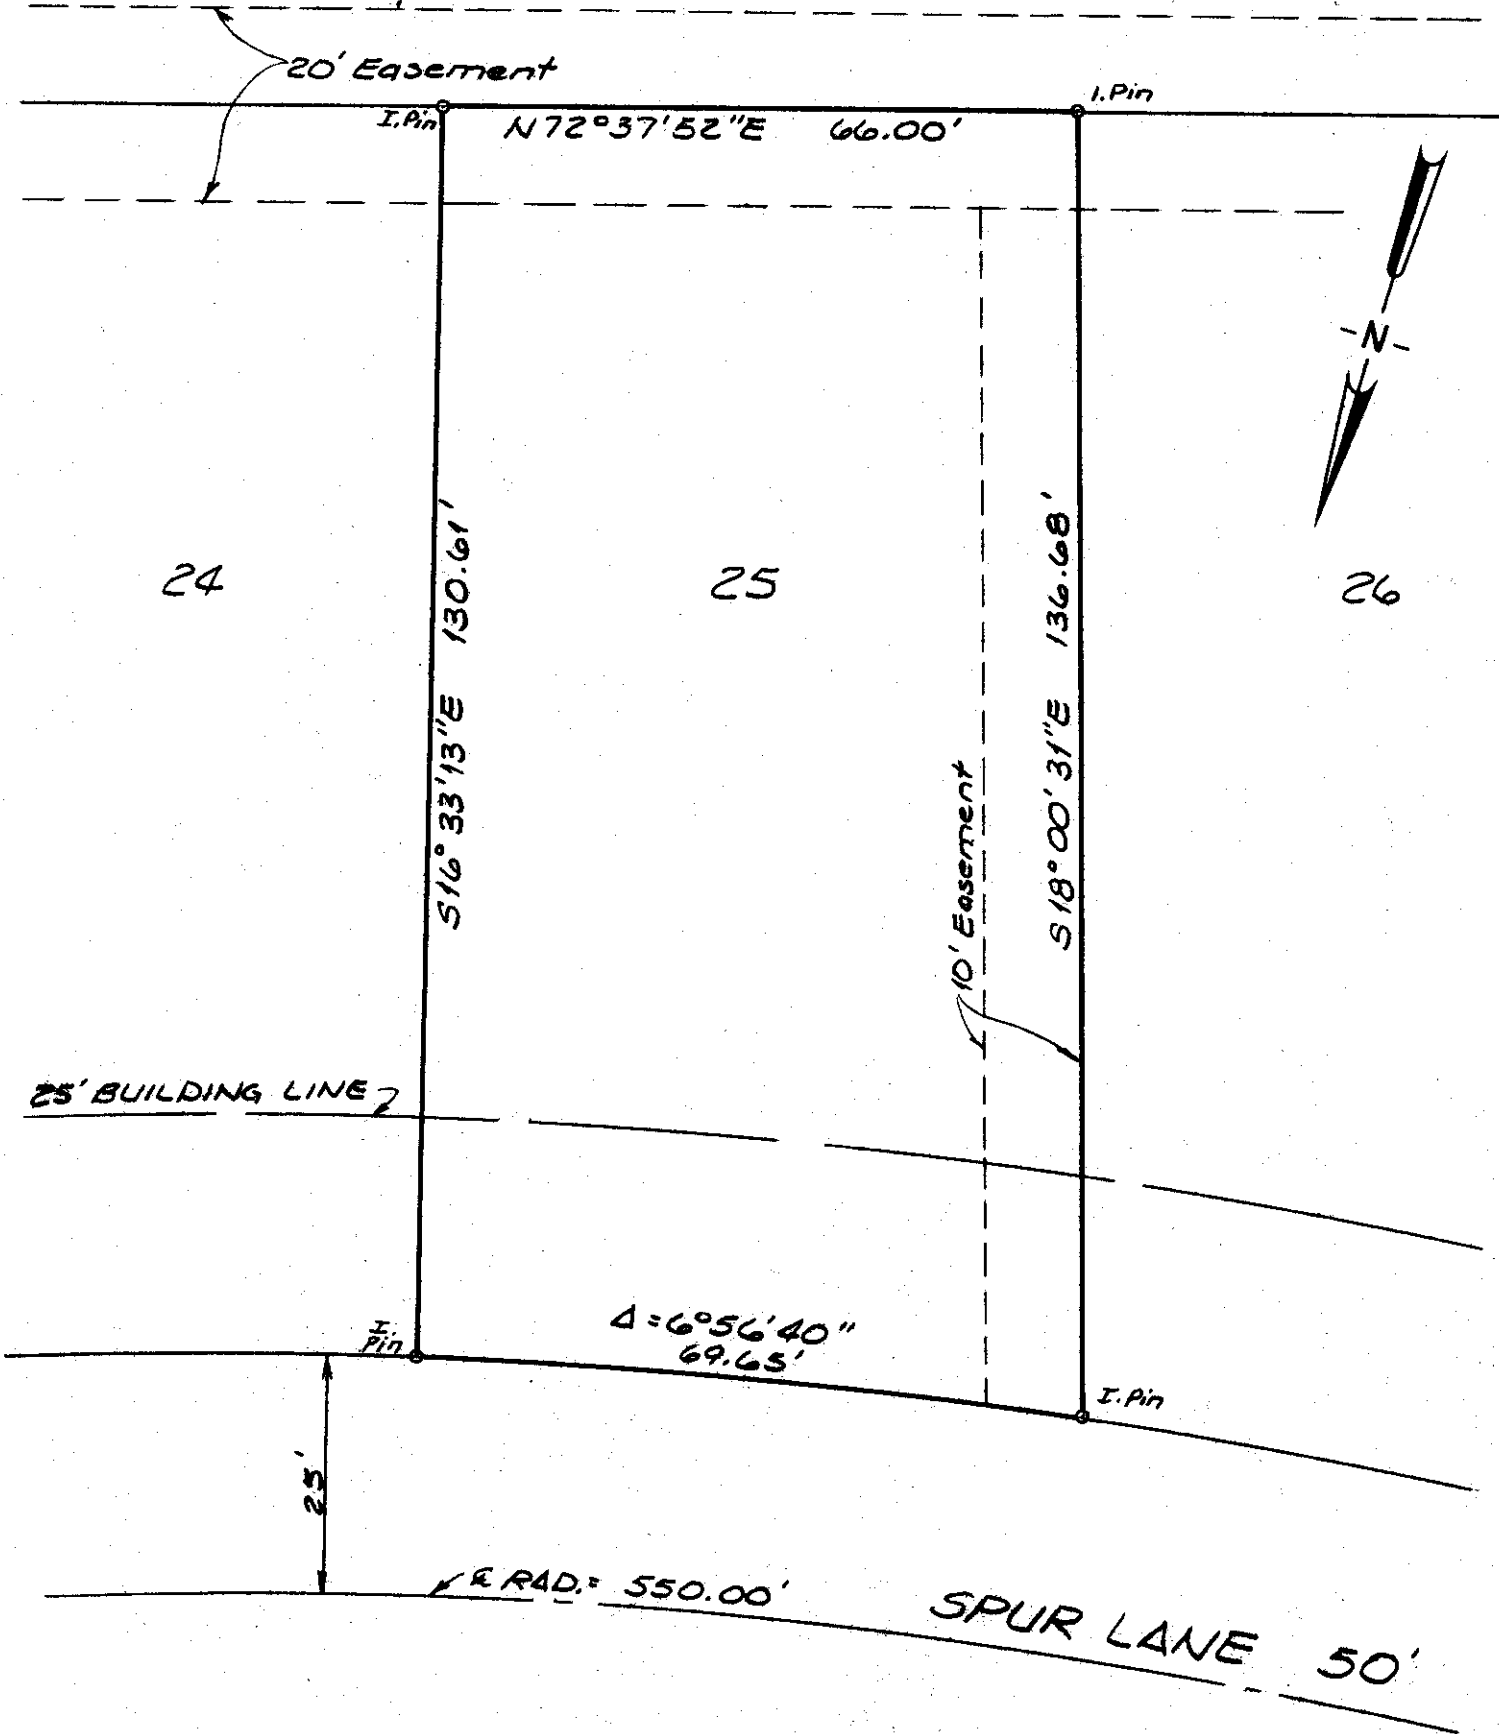 20' Easement
I.Pin
I.Pin
N72°37'52"E 66.00'
-N-
S16°33'13"E 130.61'
S18°00'31"E 136.68'
24
25
26
10' Easement
25' BUILDING LINE
Δ=6°56'40"
69.65'
I.
Pin
I.Pin
25'
℄ RAD.= 550.00'
SPUR LANE 50'